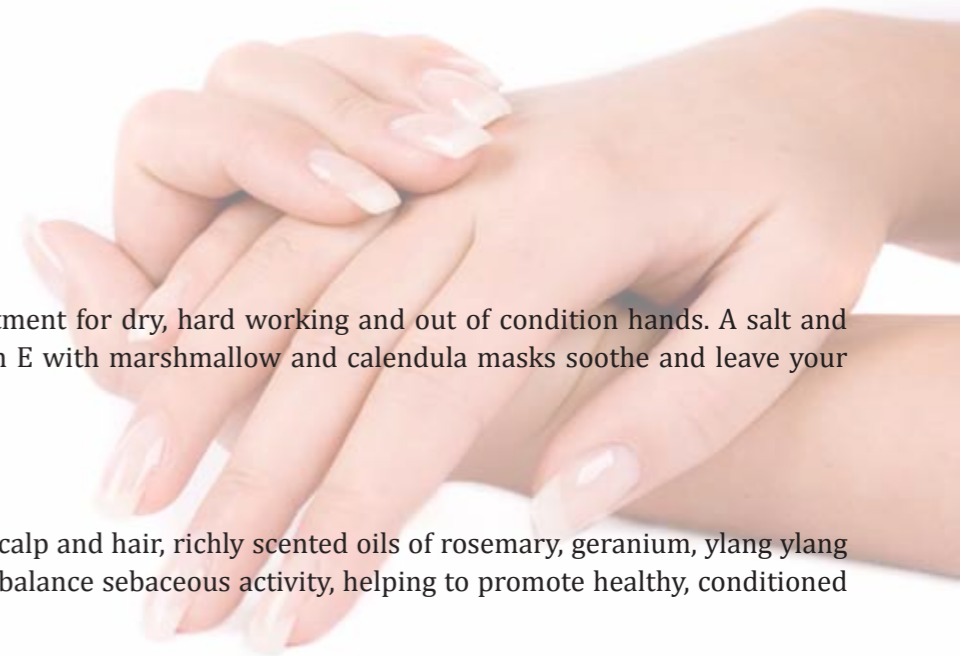 tment for dry, hard working and out of condition hands. A salt and
E with marshmallow and calendula masks soothe and leave your
calp and hair, richly scented oils of rosemary, geranium, ylang ylang
balance sebaceous activity, helping to promote healthy, conditioned